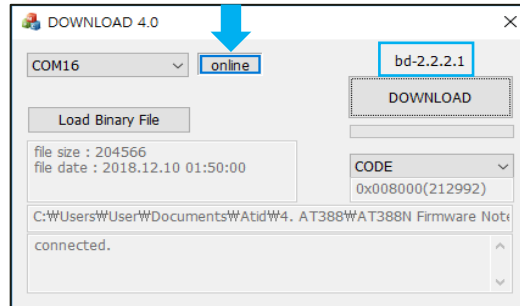 DOWNLOAD 4.0
COM16
online
bd-2.2.2.1
DOWNLOAD
Load Binary File
file size : 204566
file date : 2018.12.10 01:50:00
CODE
0x008000(212992)
C:₩Users₩User₩Documents₩Atid₩4. AT388₩AT388N Firmware Note
connected.